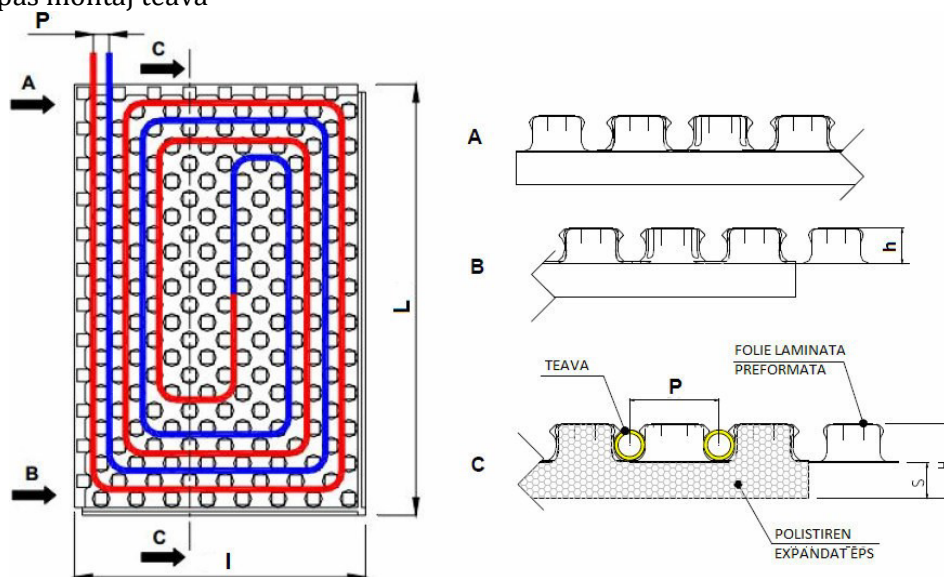 pas montaj teava
P
C
A
L
B
C
l
A
B
h
TEAVA
FOLIE LAMINATA
PREFORMATA
P
C
S
POLISTIREN
EXPANDAT EPS